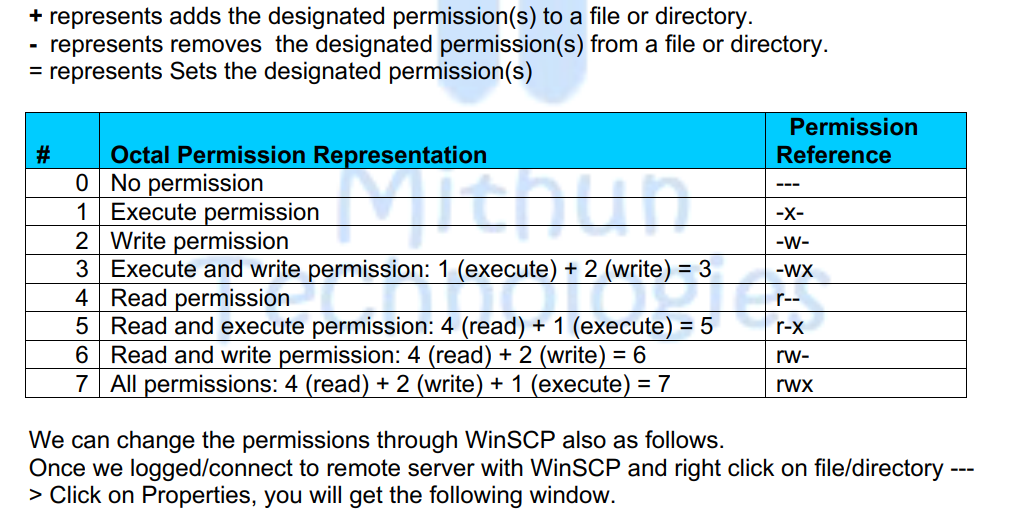 + represents adds the designated permission(s) to a file or directory.
- represents removes  the designated permission(s) from a file or directory.
= represents Sets the designated permission(s)
# Octal Permission Representation Permission Reference
0 No permission ---
1 Execute permission -x-
2 Write permission -w-
3 Execute and write permission: 1 (execute) + 2 (write) = 3 -wx
4 Read permission r--
5 Read and execute permission: 4 (read) + 1 (execute) = 5 r-x
6 Read and write permission: 4 (read) + 2 (write) = 6 rw-
7 All permissions: 4 (read) + 2 (write) + 1 (execute) = 7 rwx
Mithun
Technologies
We can change the permissions through WinSCP also as follows.
Once we logged/connect to remote server with WinSCP and right click on file/directory ---
> Click on Properties, you will get the following window.